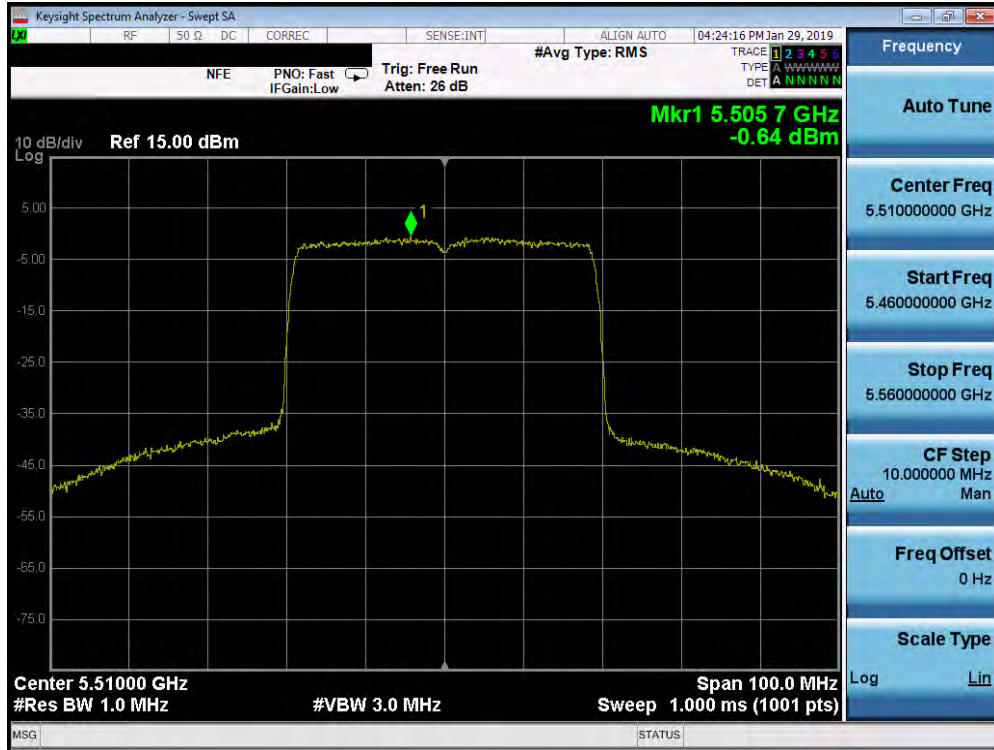 Keysight Spectrum Analyzer - Swept SA
LXI RF 50 Ω DC CORREC SENSE:INT ALIGN AUTO 04:24:16 PM Jan 29, 2019
NFE PNO: Fast IFGain:Low Trig: Free Run Atten: 26 dB #Avg Type: RMS
TRACE 1 2 3 4 5 6
TYPE A WWWWW
DET A N N N N N
Mkr1 5.505 7 GHz
-0.64 dBm
10 dB/div Ref 15.00 dBm
Log
1
5.00
-5.00
-15.0
-25.0
-35.0
-45.0
-55.0
-65.0
-75.0
Center 5.51000 GHz Span 100.0 MHz
#Res BW 1.0 MHz #VBW 3.0 MHz Sweep 1.000 ms (1001 pts)
MSG STATUS
Frequency
Auto Tune
Center Freq
5.510000000 GHz
Start Freq
5.460000000 GHz
Stop Freq
5.560000000 GHz
CF Step
10.000000 MHz
Auto Man
Freq Offset
0 Hz
Scale Type
Log Lin